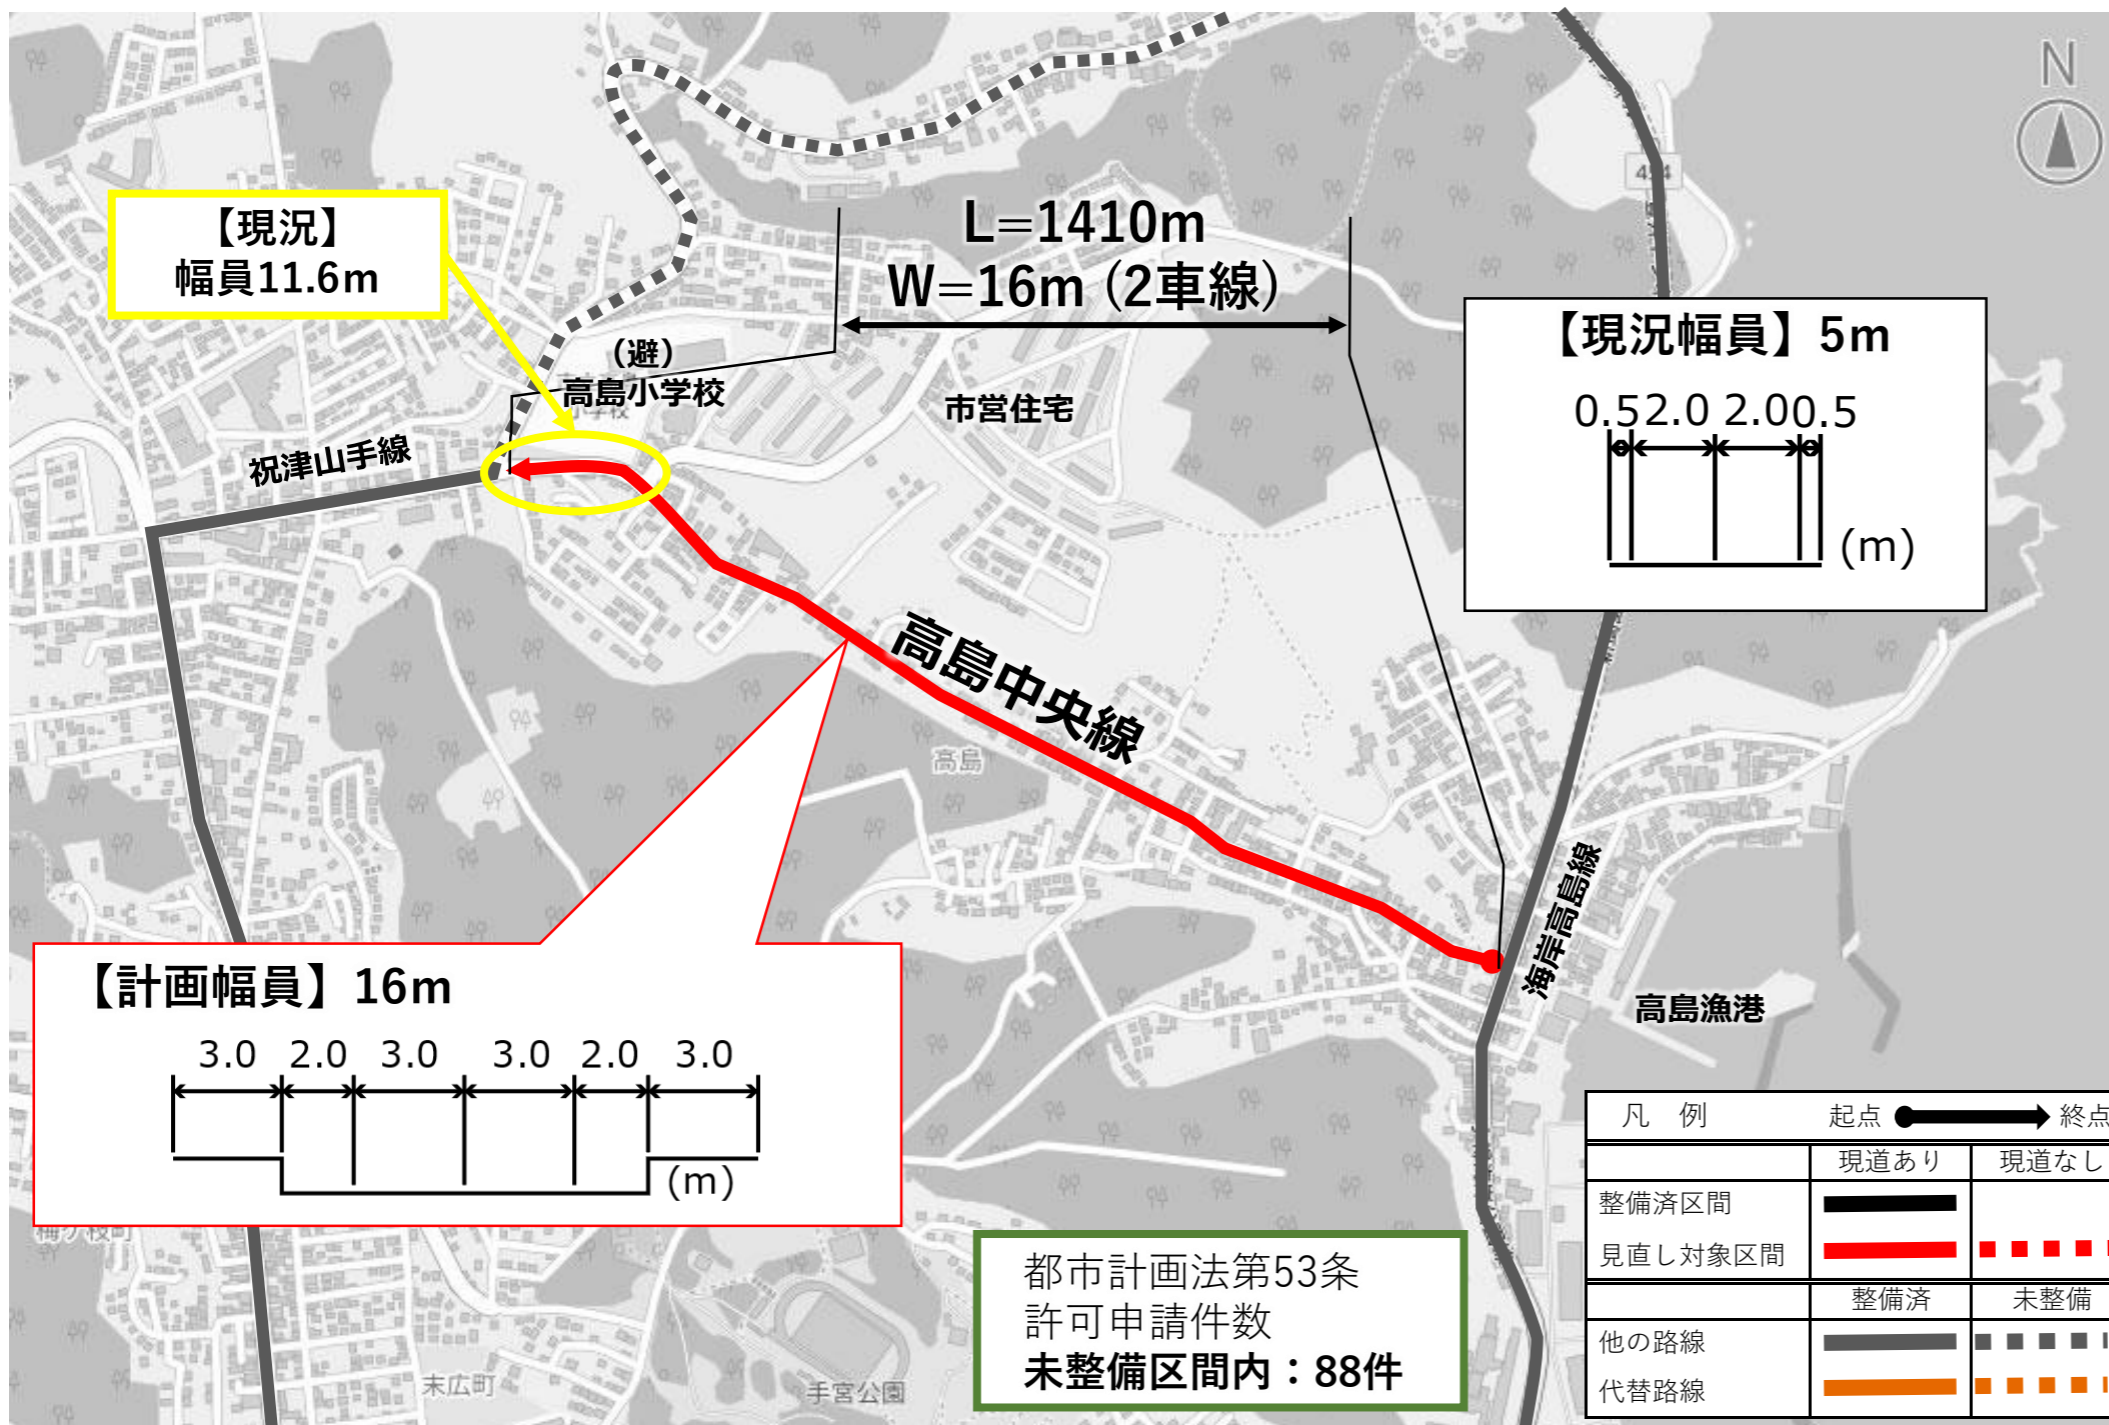 N
454
【現況】
幅員11.6m
L=1410m
W=16m（2車線）
（避）
高島小学校
市営住宅
祝津山手線
【現況幅員】5m
0.5 2.0 2.0 0.5
(m)
高島中央線
高島
海岸高島線
高島漁港
【計画幅員】16m
3.0 2.0 3.0 3.0 2.0 3.0
(m)
梅ケ枝町
末広町
手宮公園
都市計画法第53条
許可申請件数
未整備区間内：88件
凡 例 起点 終点
現道あり 現道なし
整備済区間
見直し対象区間
整備済 未整備
他の路線
代替路線